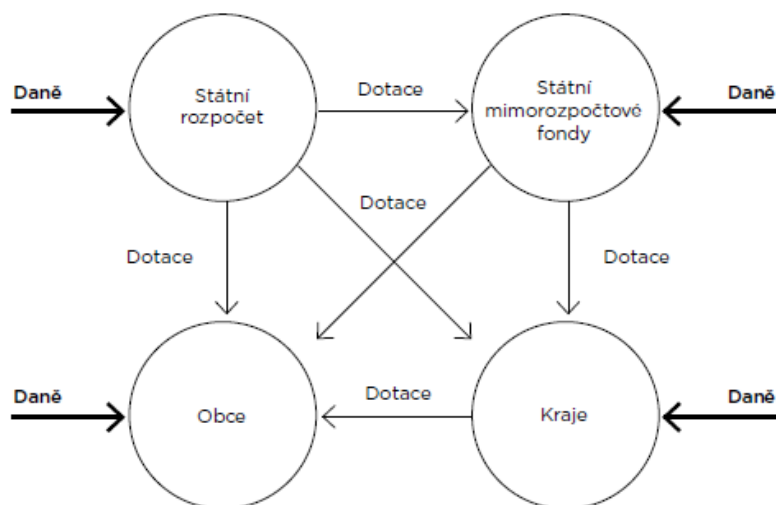 Daně
Státní
rozpočet
Dotace
Státní
mimorozpočtové
fondy
Daně
Dotace
Dotace
Dotace
Daně
Obce
Dotace
Kraje
Daně